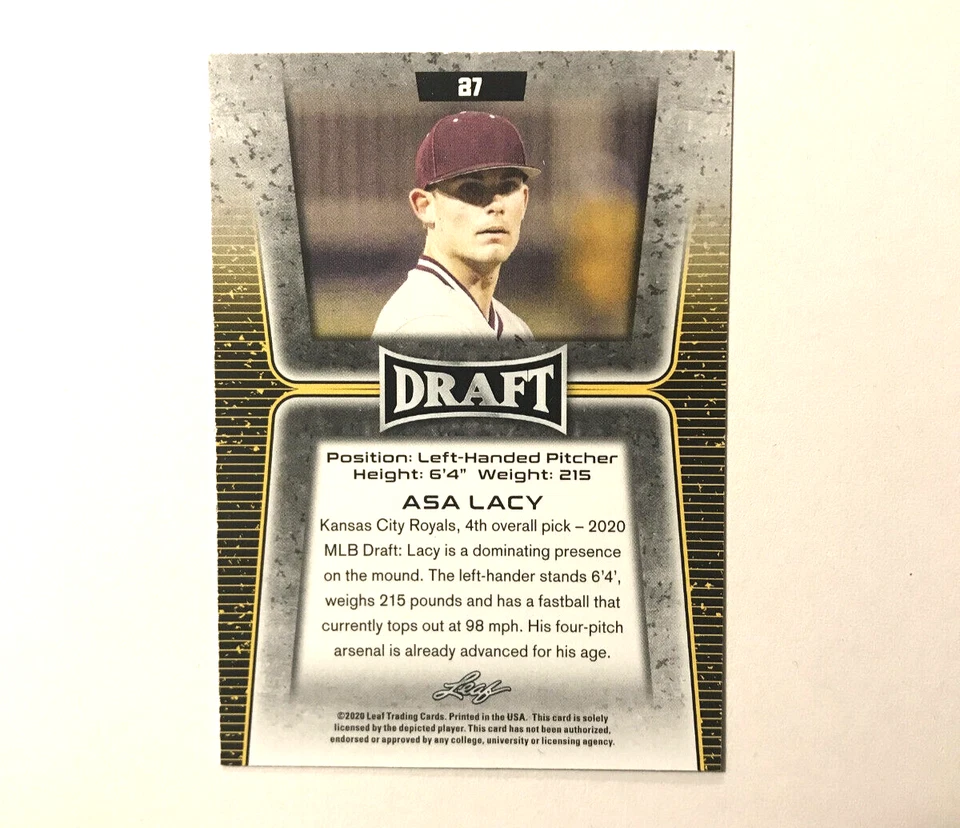 27
DRAFT
Position: Left-Handed Pitcher
Height: 6'4" Weight: 215
ASA LACY
Kansas City Royals, 4th overall pick – 2020
MLB Draft: Lacy is a dominating presence
on the mound. The left-hander stands 6'4',
weighs 215 pounds and has a fastball that
currently tops out at 98 mph. His four-pitch
arsenal is already advanced for his age.
Leaf
©2020 Leaf Trading Cards. Printed in the USA. This card is solely
licensed by the depicted player. This card has not been authorized,
endorsed or approved by any college, university or licensing agency.